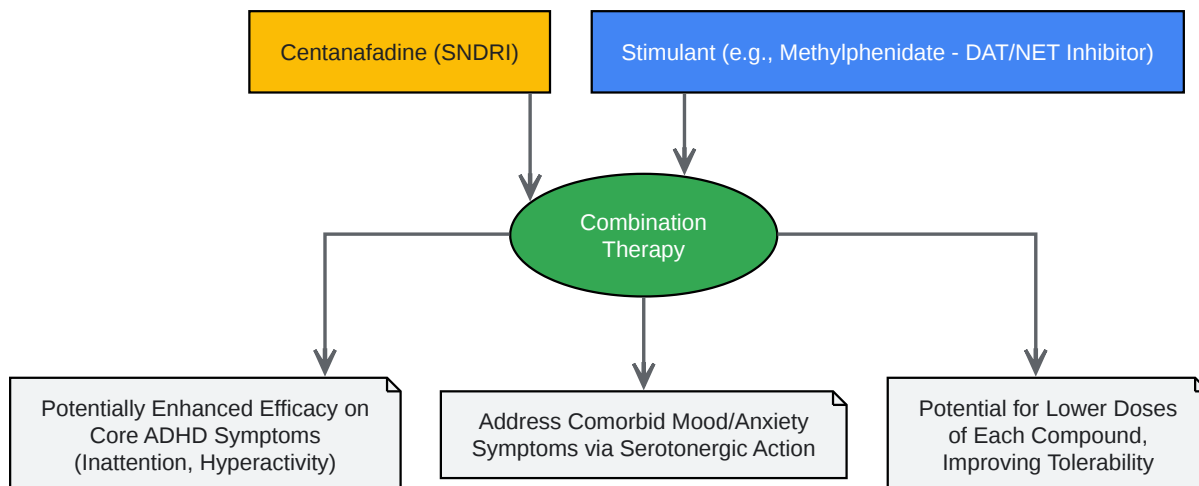 Centanafadine (SNDRI)
Stimulant (e.g., Methylphenidate - DAT/NET Inhibitor)
Combination
Therapy
Potentially Enhanced Efficacy on
Core ADHD Symptoms
(Inattention, Hyperactivity)
Address Comorbid Mood/Anxiety
Symptoms via Serotonergic Action
Potential for Lower Doses
of Each Compound,
Improving Tolerability